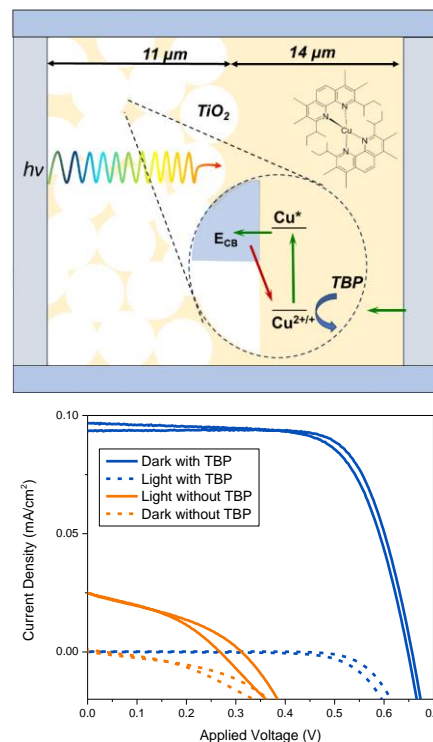 11 µm
14 µm
TiO2
hν
N
N
Cu
N
N
Cu*
ECB
TBP
Cu2+/+
0.10
0.05
0.00
Current Density (mA/cm2)
Dark with TBP
Light with TBP
Light without TBP
Dark without TBP
0.0 0.1 0.2 0.3 0.4 0.5 0.6
Applied Voltage (V)